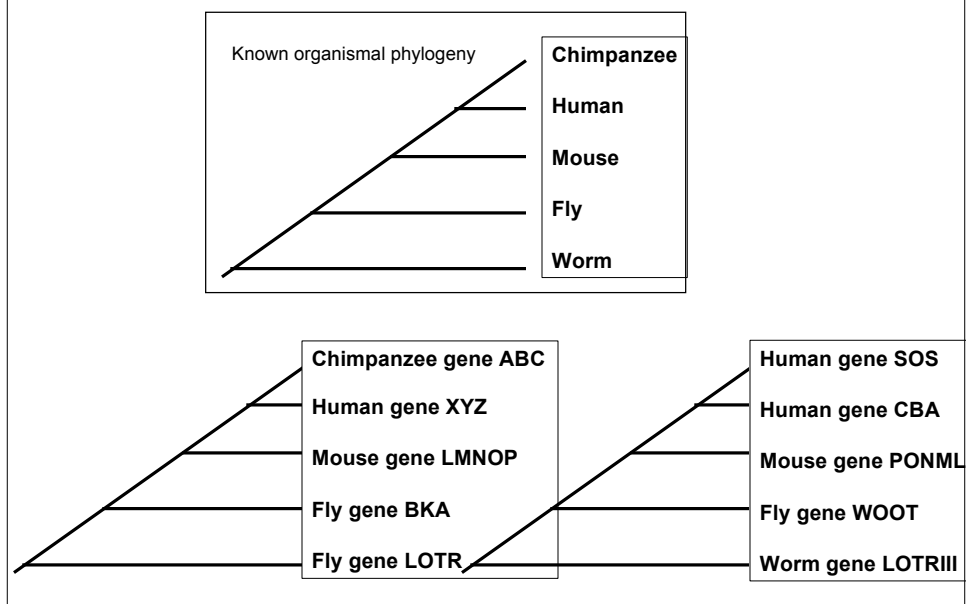 Known organismal phylogeny
Chimpanzee
Human
Mouse
Fly
Worm
Chimpanzee gene ABC
Human gene XYZ
Mouse gene LMNOP
Fly gene BKA
Fly gene LOTR
Human gene SOS
Human gene CBA
Mouse gene PONML
Fly gene WOOT
Worm gene LOTRIII